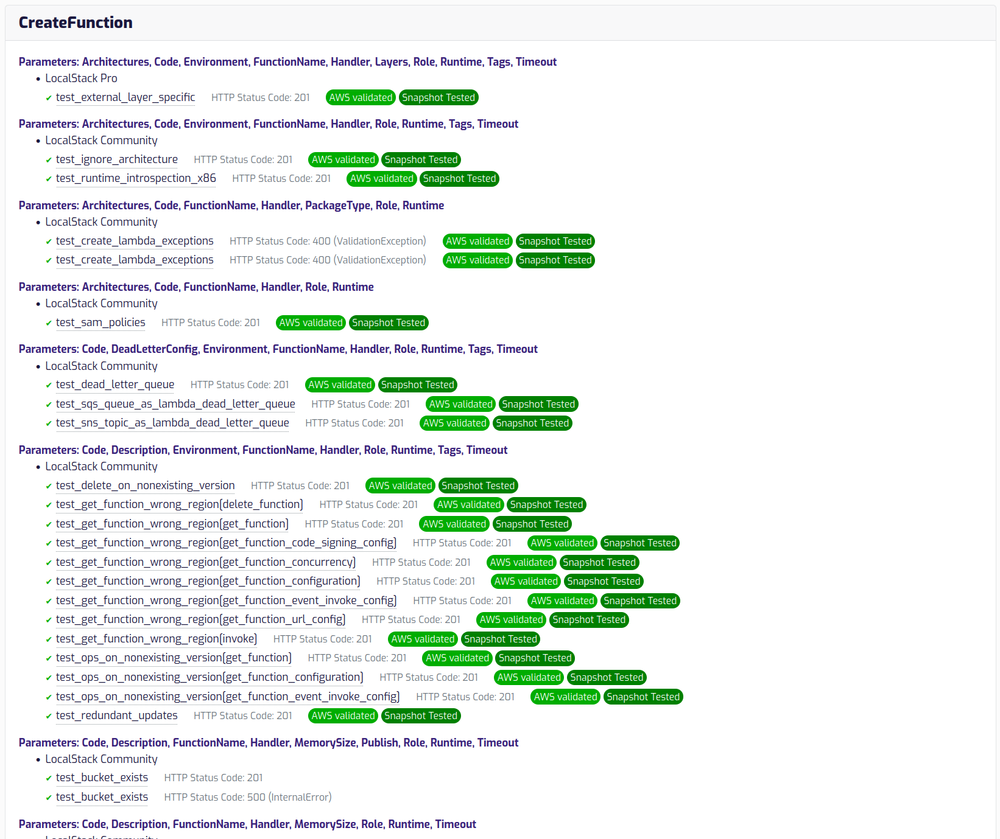 CreateFunction
Parameters: Architectures, Code, Environment, FunctionName, Handler, Layers, Role, Runtime, Tags, Timeout
• LocalStack Pro
✔ test_external_layer_specific HTTP Status Code: 201 AWS validated Snapshot Tested
Parameters: Architectures, Code, Environment, FunctionName, Handler, Role, Runtime, Tags, Timeout
• LocalStack Community
✔ test_ignore_architecture HTTP Status Code: 201 AWS validated Snapshot Tested
✔ test_runtime_introspection_x86 HTTP Status Code: 201 AWS validated Snapshot Tested
Parameters: Architectures, Code, FunctionName, Handler, PackageType, Role, Runtime
• LocalStack Community
✔ test_create_lambda_exceptions HTTP Status Code: 400 (ValidationException) AWS validated Snapshot Tested
✔ test_create_lambda_exceptions HTTP Status Code: 400 (ValidationException) AWS validated Snapshot Tested
Parameters: Architectures, Code, FunctionName, Handler, Role, Runtime
• LocalStack Community
✔ test_sam_policies HTTP Status Code: 201 AWS validated Snapshot Tested
Parameters: Code, DeadLetterConfig, Environment, FunctionName, Handler, Role, Runtime, Tags, Timeout
• LocalStack Community
✔ test_dead_letter_queue HTTP Status Code: 201 AWS validated Snapshot Tested
✔ test_sqs_queue_as_lambda_dead_letter_queue HTTP Status Code: 201 AWS validated Snapshot Tested
✔ test_sns_topic_as_lambda_dead_letter_queue HTTP Status Code: 201 AWS validated Snapshot Tested
Parameters: Code, Description, Environment, FunctionName, Handler, Role, Runtime, Tags, Timeout
• LocalStack Community
✔ test_delete_on_nonexisting_version HTTP Status Code: 201 AWS validated Snapshot Tested
✔ test_get_function_wrong_region[delete_function] HTTP Status Code: 201 AWS validated Snapshot Tested
✔ test_get_function_wrong_region[get_function] HTTP Status Code: 201 AWS validated Snapshot Tested
✔ test_get_function_wrong_region[get_function_code_signing_config] HTTP Status Code: 201 AWS validated Snapshot Tested
✔ test_get_function_wrong_region[get_function_concurrency] HTTP Status Code: 201 AWS validated Snapshot Tested
✔ test_get_function_wrong_region[get_function_configuration] HTTP Status Code: 201 AWS validated Snapshot Tested
✔ test_get_function_wrong_region[get_function_event_invoke_config] HTTP Status Code: 201 AWS validated Snapshot Tested
✔ test_get_function_wrong_region[get_function_url_config] HTTP Status Code: 201 AWS validated Snapshot Tested
✔ test_get_function_wrong_region[invoke] HTTP Status Code: 201 AWS validated Snapshot Tested
✔ test_ops_on_nonexisting_version[get_function] HTTP Status Code: 201 AWS validated Snapshot Tested
✔ test_ops_on_nonexisting_version[get_function_configuration] HTTP Status Code: 201 AWS validated Snapshot Tested
✔ test_ops_on_nonexisting_version[get_function_event_invoke_config] HTTP Status Code: 201 AWS validated Snapshot Tested
✔ test_redundant_updates HTTP Status Code: 201 AWS validated Snapshot Tested
Parameters: Code, Description, FunctionName, Handler, MemorySize, Publish, Role, Runtime, Timeout
• LocalStack Community
✔ test_bucket_exists HTTP Status Code: 201
✔ test_bucket_exists HTTP Status Code: 500 (InternalError)
Parameters: Code, Description, FunctionName, Handler, MemorySize, Role, Runtime, Timeout
LocalStack Community